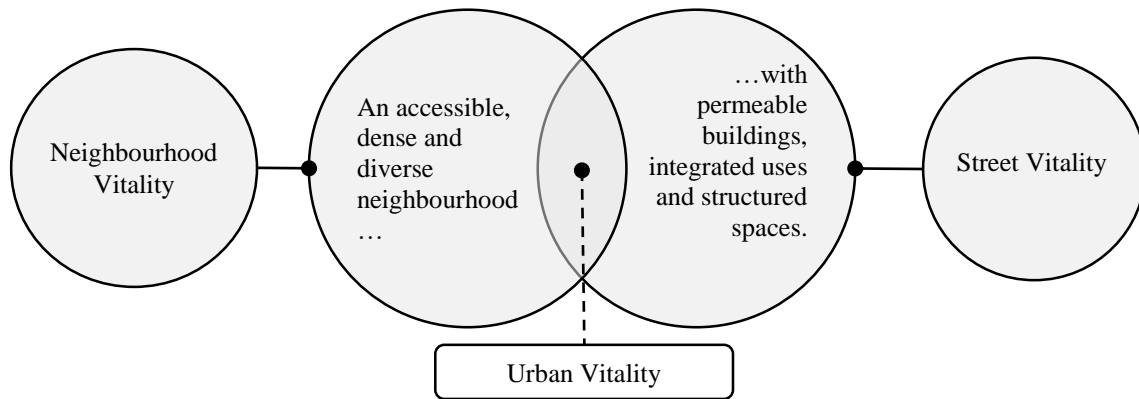 Neighbourhood
Vitality
An accessible,
dense and
diverse
neighbourhood
…
…with
permeable
buildings,
integrated uses
and structured
spaces.
Street Vitality
Urban Vitality